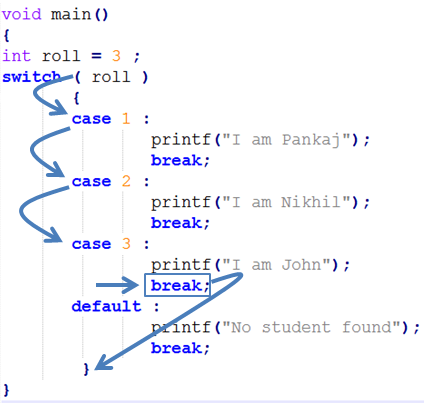 void main()
{
int roll = 3 ;
switch ( roll )
{
case 1 :
printf("I am Pankaj");
break;
case 2 :
printf("I am Nikhil");
break;
case 3 :
printf("I am John");
break;
default :
printf("No student found");
break;
}
}